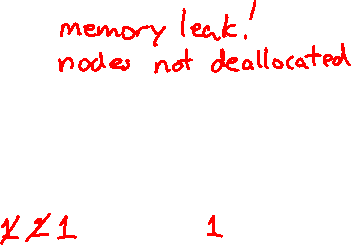 memory leak!
nodes not deallocated
1 2 1 1